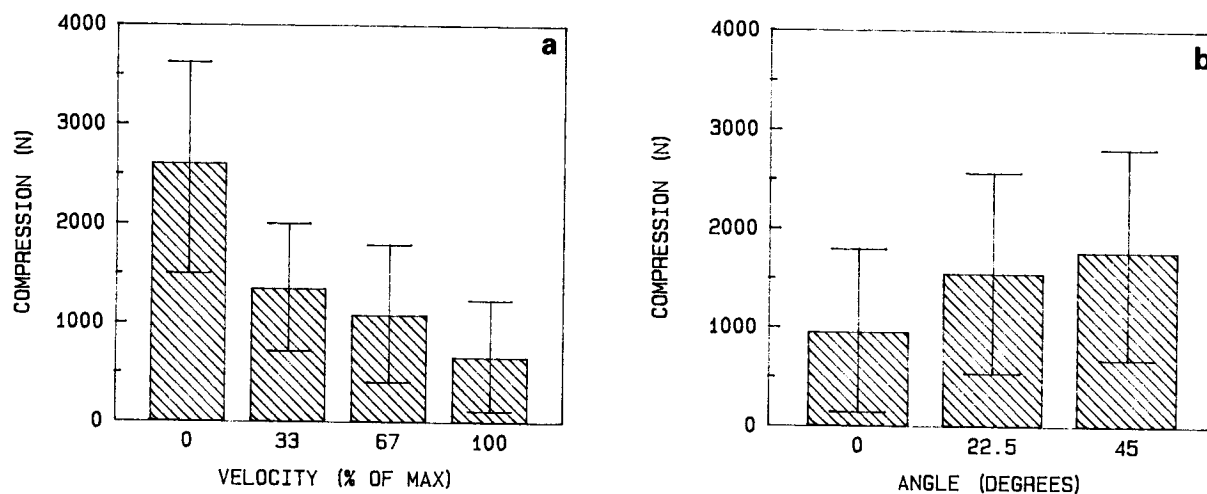 a
COMPRESSION (N)
4000
3000
2000
1000
0
0 33 67 100
VELOCITY (% OF MAX)
b
COMPRESSION (N)
4000
3000
2000
1000
0
0 22.5 45
ANGLE (DEGREES)